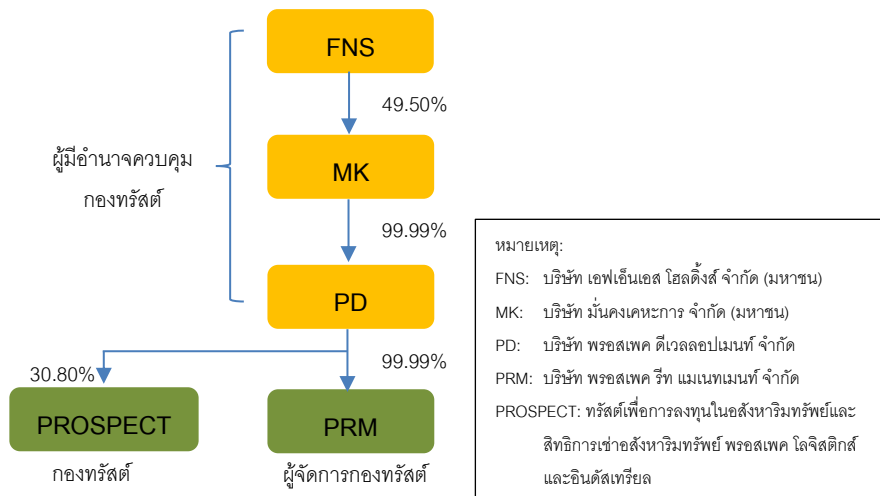 FNS
49.50%
ผู้มีอำนาจควบคุม
กองทรัสต์
MK
99.99%
PD
30.80%
99.99%
PROSPECT
PRM
กองทรัสต์
ผู้จัดการกองทรัสต์
หมายเหตุ:
FNS: บริษัท เอฟเอ็นเอส โฮลดิ้งส์ จำกัด (มหาชน)
MK: บริษัท มั่นคงเคหะการ จำกัด (มหาชน)
PD: บริษัท พรอสเพค ดีเวลลอปเมนท์ จำกัด
PRM: บริษัท พรอสเพค รีท แมเนทเมนท์ จำกัด
PROSPECT: ทรัสต์เพื่อการลงทุนในอสังหาริมทรัพย์และ
สิทธิการเช่าอสังหาริมทรัพย์ พรอสเพค โลจิสติกส์
และอินดัสเทรียล